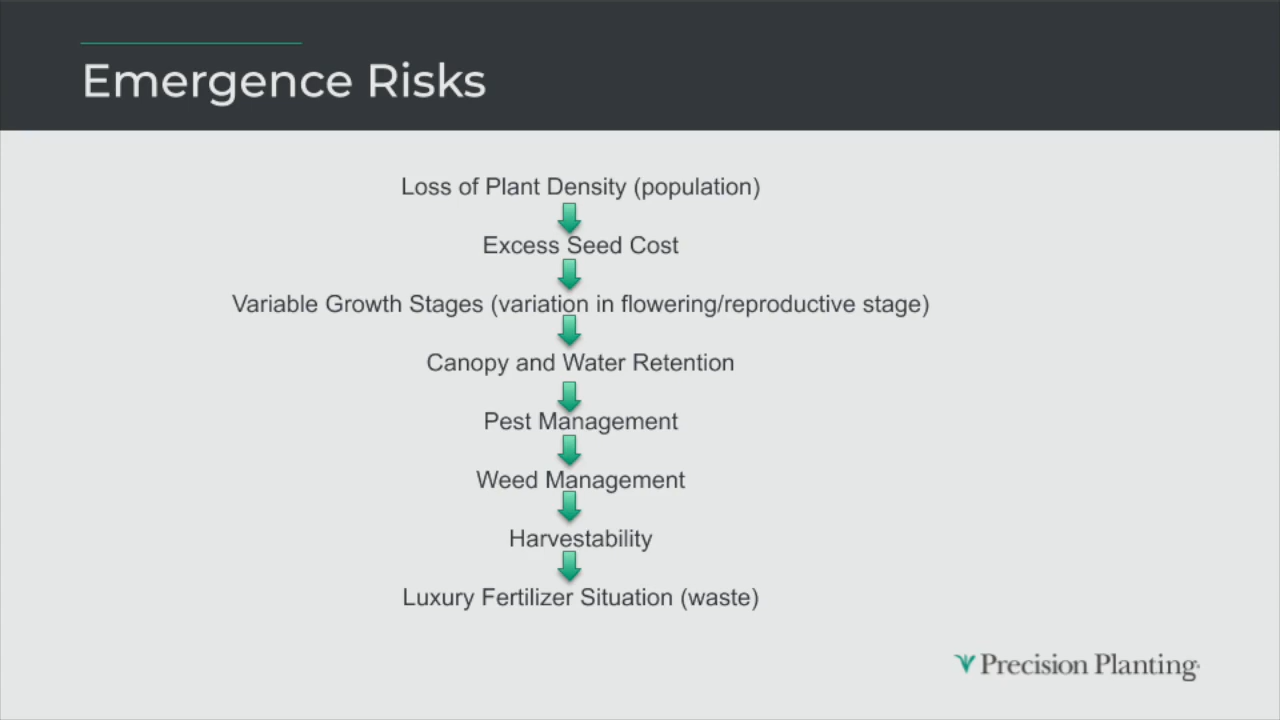 Emergence Risks
Loss of Plant Density (population)
Excess Seed Cost
Variable Growth Stages (variation in flowering/reproductive stage)
Canopy and Water Retention
Pest Management
Weed Management
Harvestability
Luxury Fertilizer Situation (waste)
Precision Planting